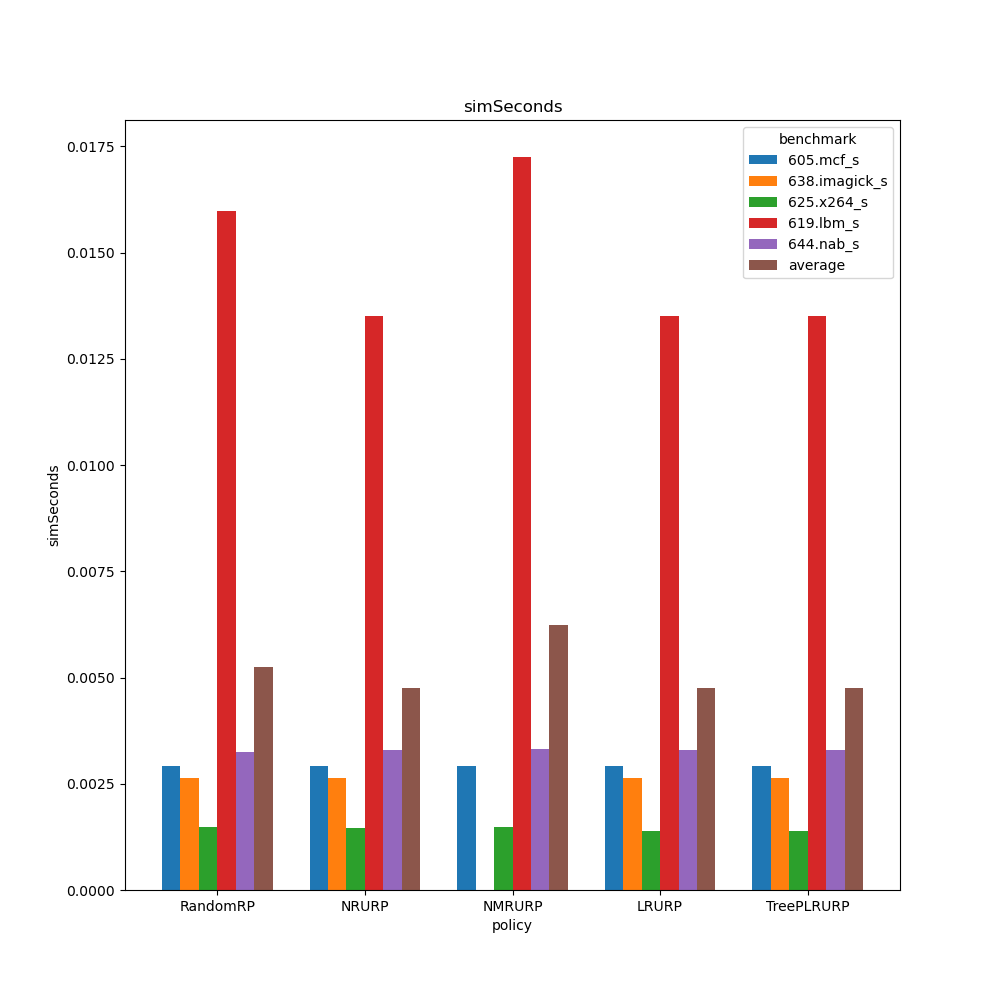 simSeconds
benchmark
605.mcf_s
638.imagick_s
625.x264_s
619.lbm_s
644.nab_s
average
simSeconds
0.0175
0.0150
0.0125
0.0100
0.0075
0.0050
0.0025
0.0000
RandomRP
NRURP
NMRURP
LRURP
TreePLRURP
policy